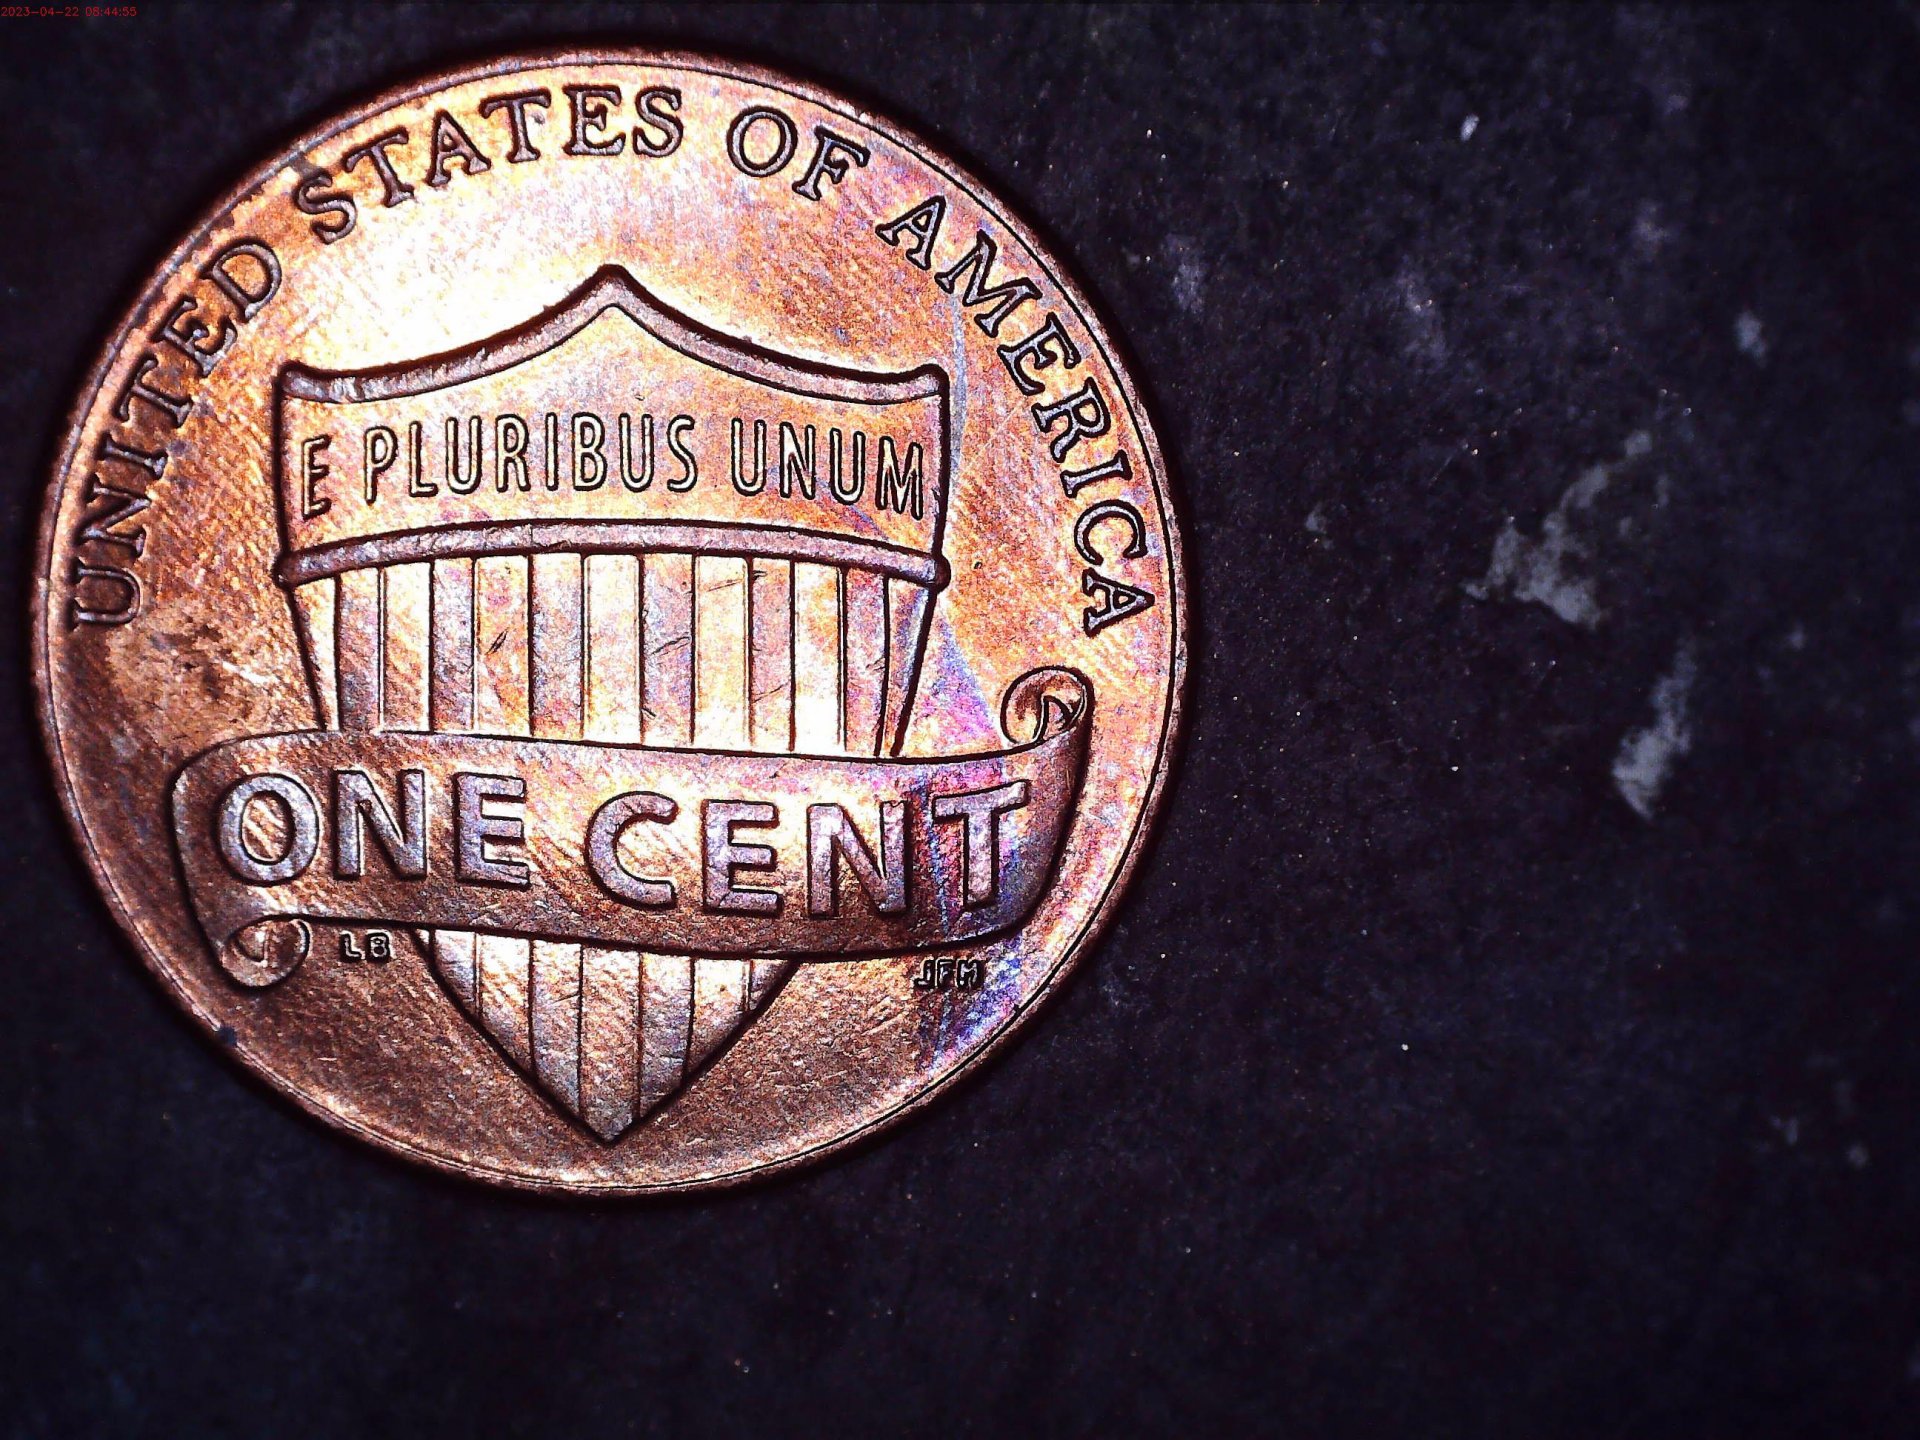 2023-04-22 08:44:55
UNITED STATES OF AMERICA
E PLURIBUS UNUM
ONE CENT
LB
JFM